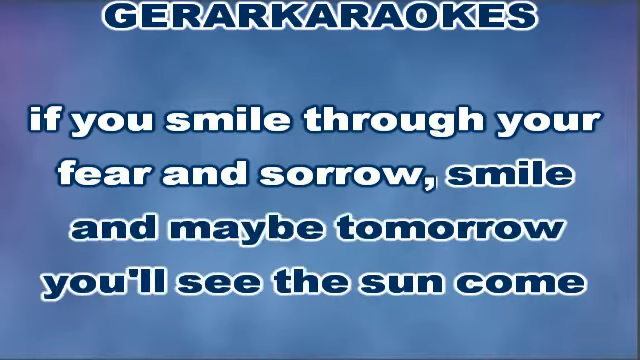 GERARKARAOKES
if you smile through your
fear and sorrow, smile
and maybe tomorrow
you'll see the sun come